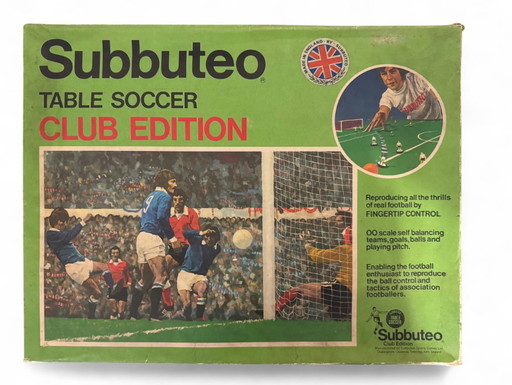 Subbuteo
TABLE SOCCER
CLUB EDITION
MADE IN ENGLAND · BY SUBBUTEO
Reproducing all the thrills
of real football by
FINGERTIP CONTROL
OO scale self balancing
teams, goals, balls and
playing pitch.
Enabling the football
enthusiast to reproduce
the ball control and
tactics of association
footballers.
Subbuteo
Club Edition